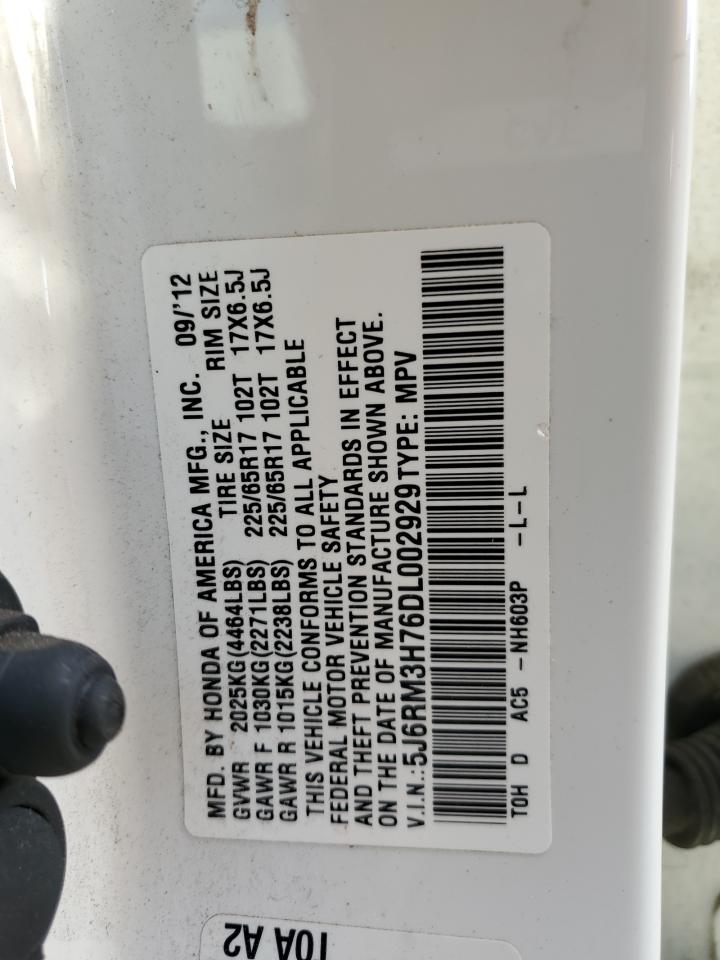 MFD. BY HONDA OF AMERICA MFG., INC. 09/'12
GVWR 2025KG(4464LBS) TIRE SIZE RIM SIZE
GAWR F 1030KG(2271LBS) 225/65R17 102T 17X6.5J
GAWR R 1015KG(2238LBS) 225/65R17 102T 17X6.5J
THIS VEHICLE CONFORMS TO ALL APPLICABLE
FEDERAL MOTOR VEHICLE SAFETY
AND THEFT PREVENTION STANDARDS IN EFFECT
ON THE DATE OF MANUFACTURE SHOWN ABOVE.
V.I.N.:5J6RM3H76DL002929 TYPE: MPV
TOH D AC5 -NH603P -L-L
TOA A2